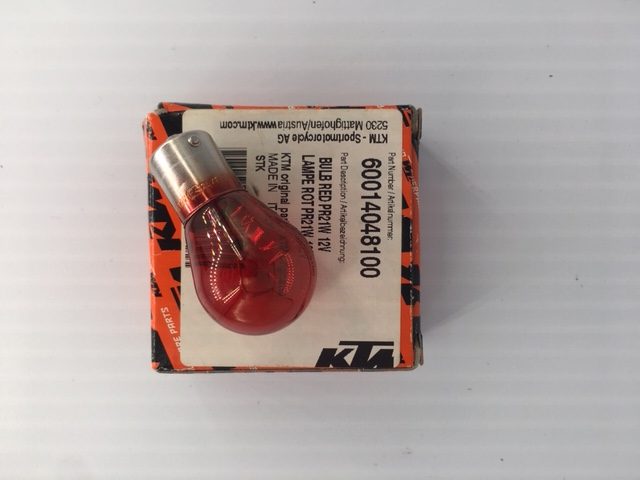 KTM - Sportmotorcycle AG
5230 Mattighofen/Austria www.ktm.com
Part Number / Artikelnummer:
60014048100
Part Description / Artikelbezeichnung:
BULB RED PR21W 12V
LAMPE ROT PR21W
KTM original
MADE IN
STK
KTM
PARTS